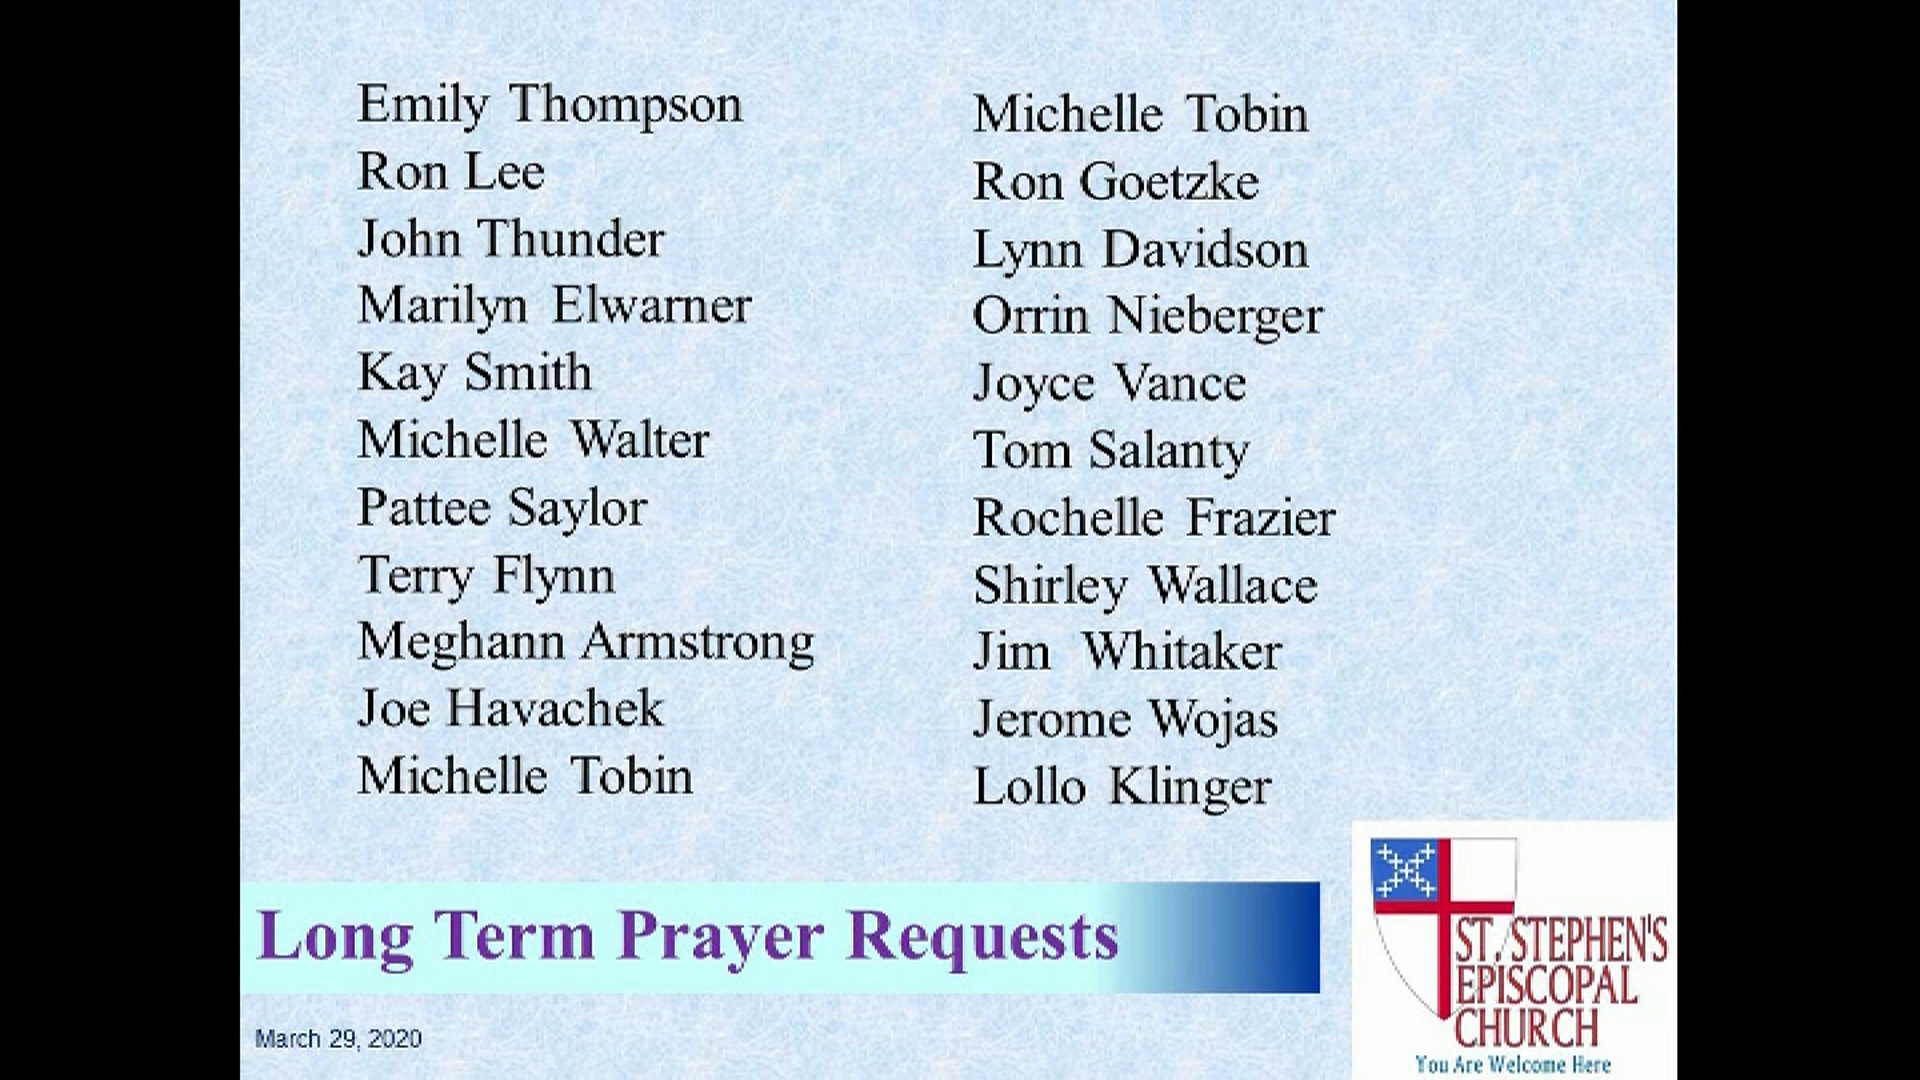 Emily Thompson
Ron Lee
John Thunder
Marilyn Elwarner
Kay Smith
Michelle Walter
Pattee Saylor
Terry Flynn
Meghann Armstrong
Joe Havachek
Michelle Tobin
Michelle Tobin
Ron Goetzke
Lynn Davidson
Orrin Nieberger
Joyce Vance
Tom Salanty
Rochelle Frazier
Shirley Wallace
Jim Whitaker
Jerome Wojas
Lollo Klinger
Long Term Prayer Requests
March 29, 2020
ST. STEPHEN'S
EPISCOPAL
CHURCH
You Are Welcome Here